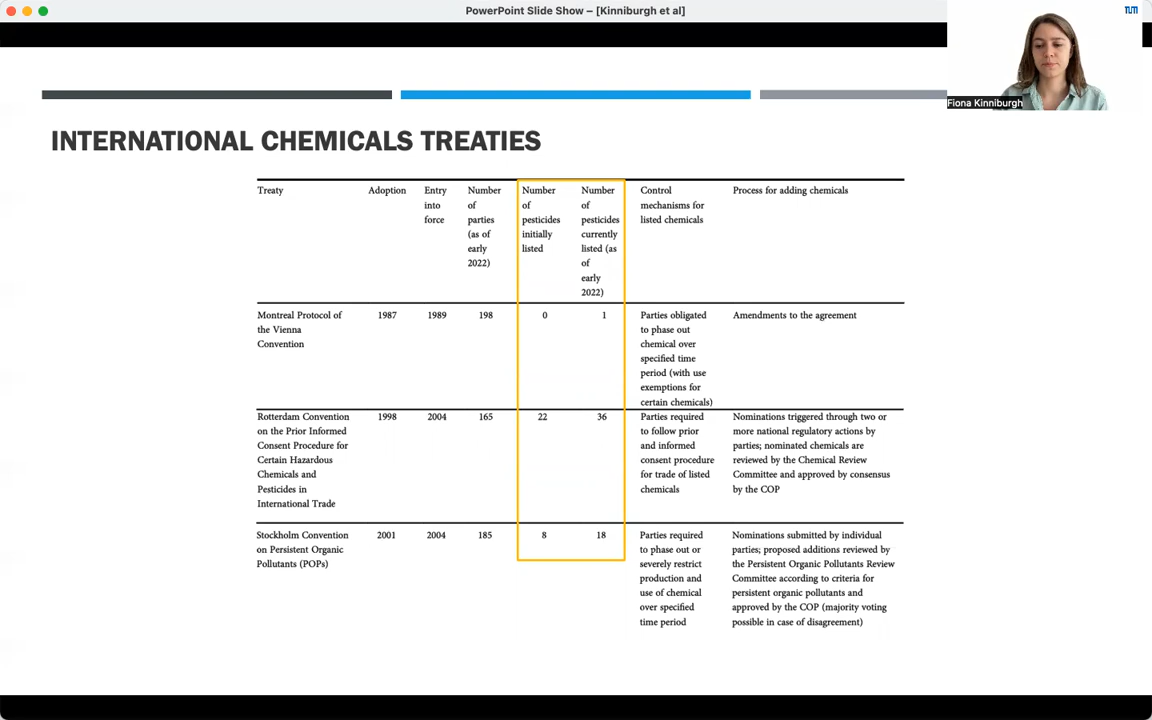 PowerPoint Slide Show – [Kinniburgh et al]
TUM
Fiona Kinniburgh
INTERNATIONAL CHEMICALS TREATIES
Treaty
Adoption
Entry
into
force
Number
of
parties
(as of
early
2022)
Number
of
pesticides
initially
listed
Number
of
pesticides
currently
listed (as
of
early
2022)
Control
mechanisms for
listed chemicals
Process for adding chemicals
Montreal Protocol of
the Vienna
Convention
1987
1989
198
0
1
Parties obligated
to phase out
chemical over
specified time
period (with use
exemptions for
certain chemicals)
Amendments to the agreement
Rotterdam Convention
on the Prior Informed
Consent Procedure for
Certain Hazardous
Chemicals and
Pesticides in
International Trade
1998
2004
165
22
36
Parties required
to follow prior
and informed
consent procedure
for trade of listed
chemicals
Nominations triggered through two or
more national regulatory actions by
parties; nominated chemicals are
reviewed by the Chemical Review
Committee and approved by consensus
by the COP
Stockholm Convention
on Persistent Organic
Pollutants (POPs)
2001
2004
185
8
18
Parties required
to phase out or
severely restrict
production and
use of chemical
over specified
time period
Nominations submitted by individual
parties; proposed additions reviewed by
the Persistent Organic Pollutants Review
Committee according to criteria for
persistent organic pollutants and
approved by the COP (majority voting
possible in case of disagreement)